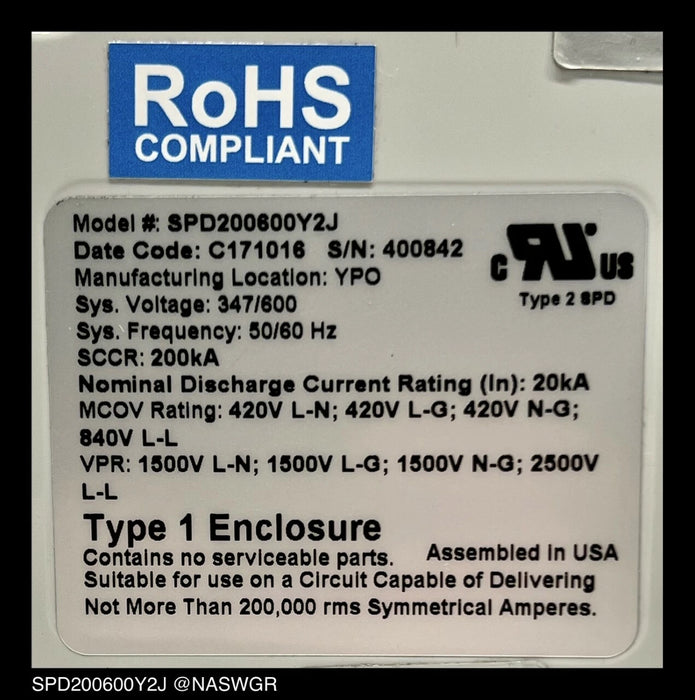 RoHS
COMPLIANT
Model #: SPD200600Y2J
Date Code: C171016 S/N: 400842
Manufacturing Location: YPO
Sys. Voltage: 347/600
Sys. Frequency: 50/60 Hz
SCCR: 200kA
Nominal Discharge Current Rating (In): 20kA
MCOV Rating: 420V L-N; 420V L-G; 420V N-G;
840V L-L
VPR: 1500V L-N; 1500V L-G; 1500V N-G; 2500V
L-L
C RU US
Type 2 SPD
Type 1 Enclosure
Contains no serviceable parts. Assembled in USA
Suitable for use on a Circuit Capable of Delivering
Not More Than 200,000 rms Symmetrical Amperes.
SPD200600Y2J @NASWGR